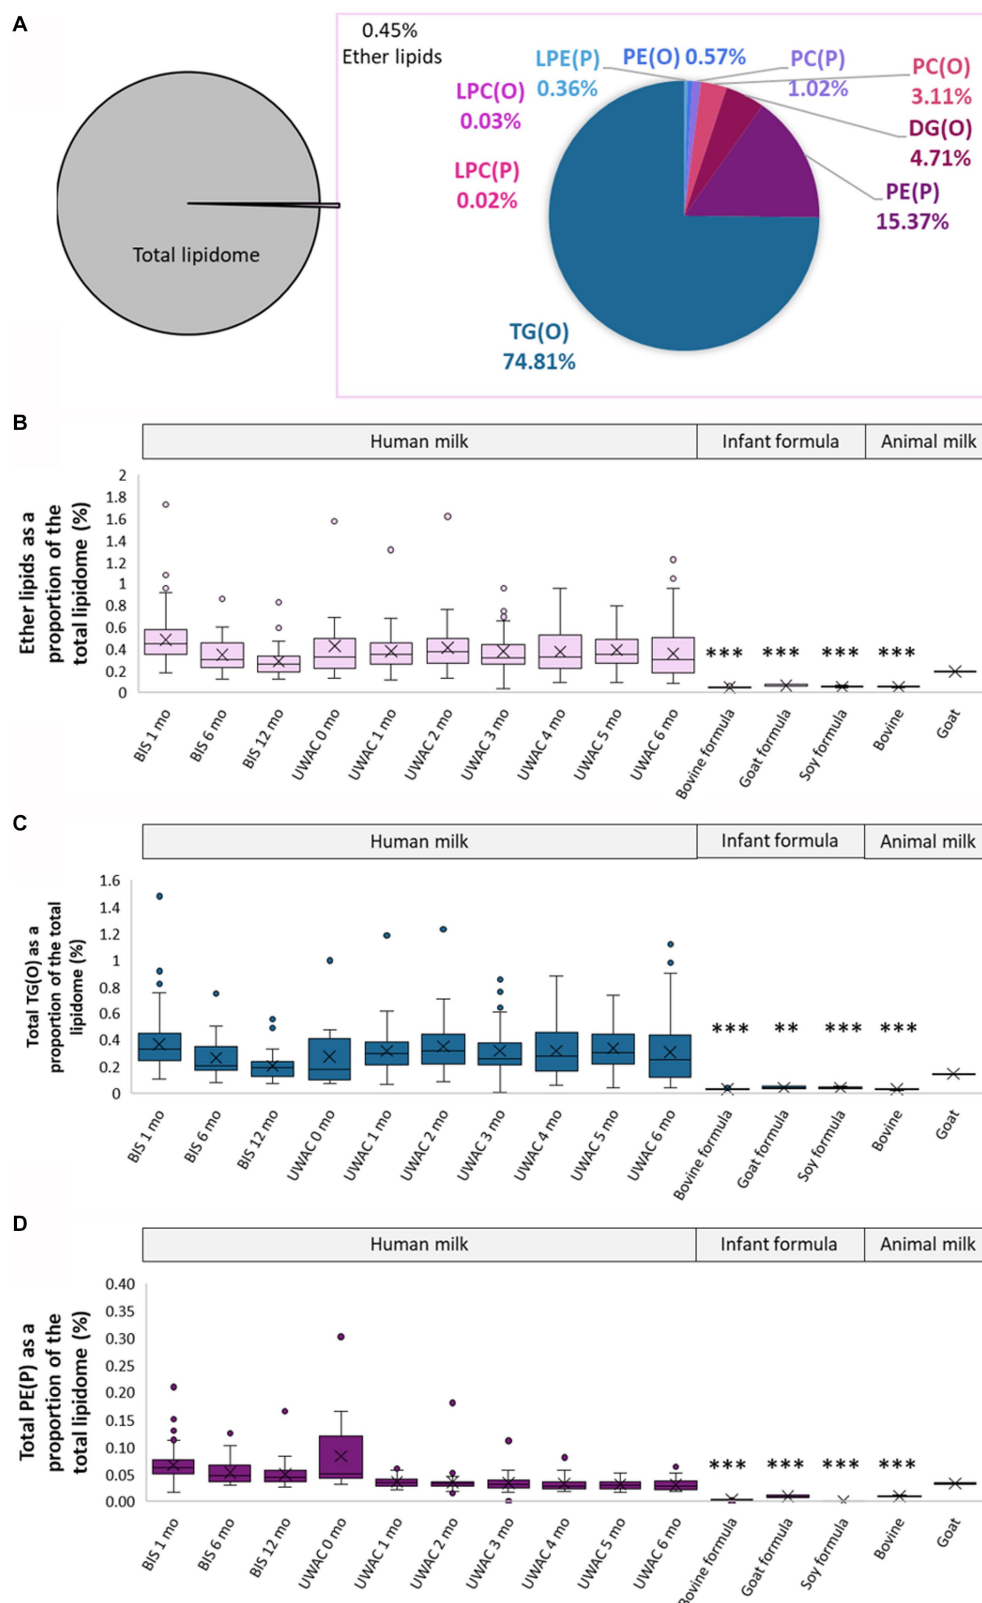 A
0.45%
Ether lipids
Total lipidome
LPE(P)
0.36%
PE(O) 0.57%
PC(P)
1.02%
PC(O)
3.11%
LPC(O)
0.03%
DG(O)
4.71%
LPC(P)
0.02%
PE(P)
15.37%
TG(O)
74.81%
B
Human milk
Infant formula
Animal milk
Ether lipids as a
proportion of the
total lipidome (%)
2
1.8
1.6
1.4
1.2
1
0.8
0.6
0.4
0.2
0
*** *** *** ***
BIS 1 mo
BIS 6 mo
BIS 12 mo
UWAC 0 mo
UWAC 1 mo
UWAC 2 mo
UWAC 3 mo
UWAC 4 mo
UWAC 5 mo
UWAC 6 mo
Bovine formula
Goat formula
Soy formula
Bovine
Goat
C
Human milk
Infant formula
Animal milk
Total TG(O) as a
proportion of the total
lipidome (%)
1.6
1.4
1.2
1
0.8
0.6
0.4
0.2
0
*** ** *** ***
BIS 1 mo
BIS 6 mo
BIS 12 mo
UWAC 0 mo
UWAC 1 mo
UWAC 2 mo
UWAC 3 mo
UWAC 4 mo
UWAC 5 mo
UWAC 6 mo
Bovine formula
Goat formula
Soy formula
Bovine
Goat
D
Human milk
Infant formula
Animal milk
Total PE(P) as a
proportion of the
total lipidome (%)
0.40
0.35
0.30
0.25
0.20
0.15
0.10
0.05
0.00
*** *** *** ***
BIS 1 mo
BIS 6 mo
BIS 12 mo
UWAC 0 mo
UWAC 1 mo
UWAC 2 mo
UWAC 3 mo
UWAC 4 mo
UWAC 5 mo
UWAC 6 mo
Bovine formula
Goat formula
Soy formula
Bovine
Goat